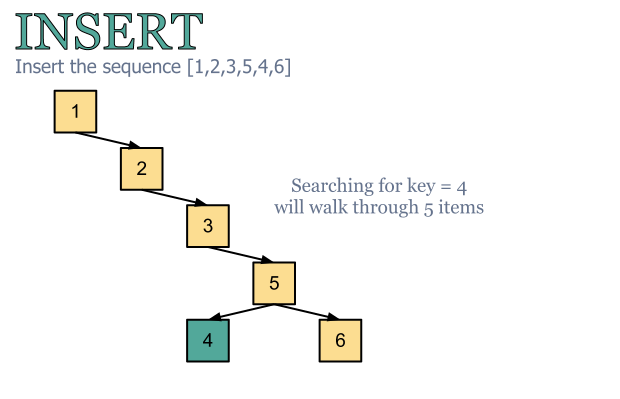 INSERT
Insert the sequence [1,2,3,5,4,6]
1
2
Searching for key = 4
will walk through 5 items
3
5
4
6